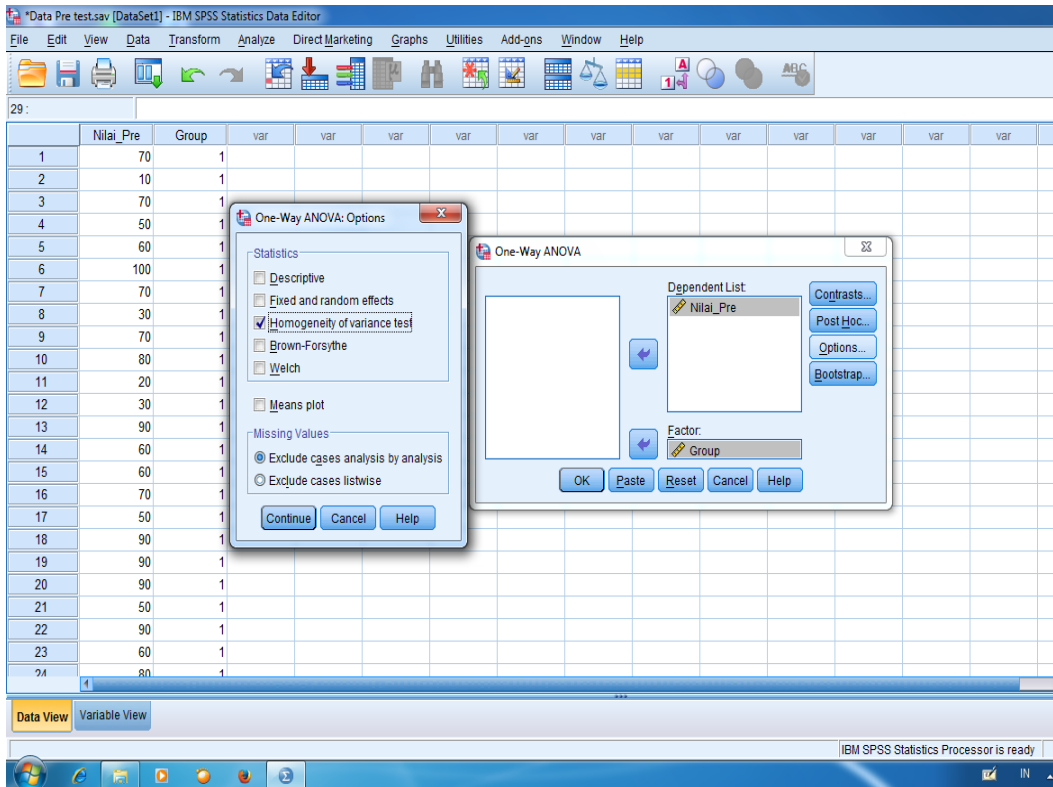 *Data Pre test.sav [DataSet1] - IBM SPSS Statistics Data Editor
File Edit View Data Transform Analyze Direct Marketing Graphs Utilities Add-ons Window Help
29 :
Nilai_Pre Group var var var var var var var var var var var var
1 70 1
2 10 1
3 70 1
4 50 1
5 60 1
6 100 1
7 70 1
8 30 1
9 70 1
10 80 1
11 20 1
12 30 1
13 90 1
14 60 1
15 60 1
16 70 1
17 50 1
18 90 1
19 90 1
20 90 1
21 50 1
22 90 1
23 60 1
24 80 1
One-Way ANOVA: Options
Statistics
Descriptive
Fixed and random effects
Homogeneity of variance test
Brown-Forsythe
Welch
Means plot
Missing Values
Exclude cases analysis by analysis
Exclude cases listwise
Continue Cancel Help
One-Way ANOVA
Dependent List:
Nilai_Pre
Contrasts...
Post Hoc...
Options...
Bootstrap...
Factor:
Group
OK Paste Reset Cancel Help
Data View Variable View
IBM SPSS Statistics Processor is ready
IN